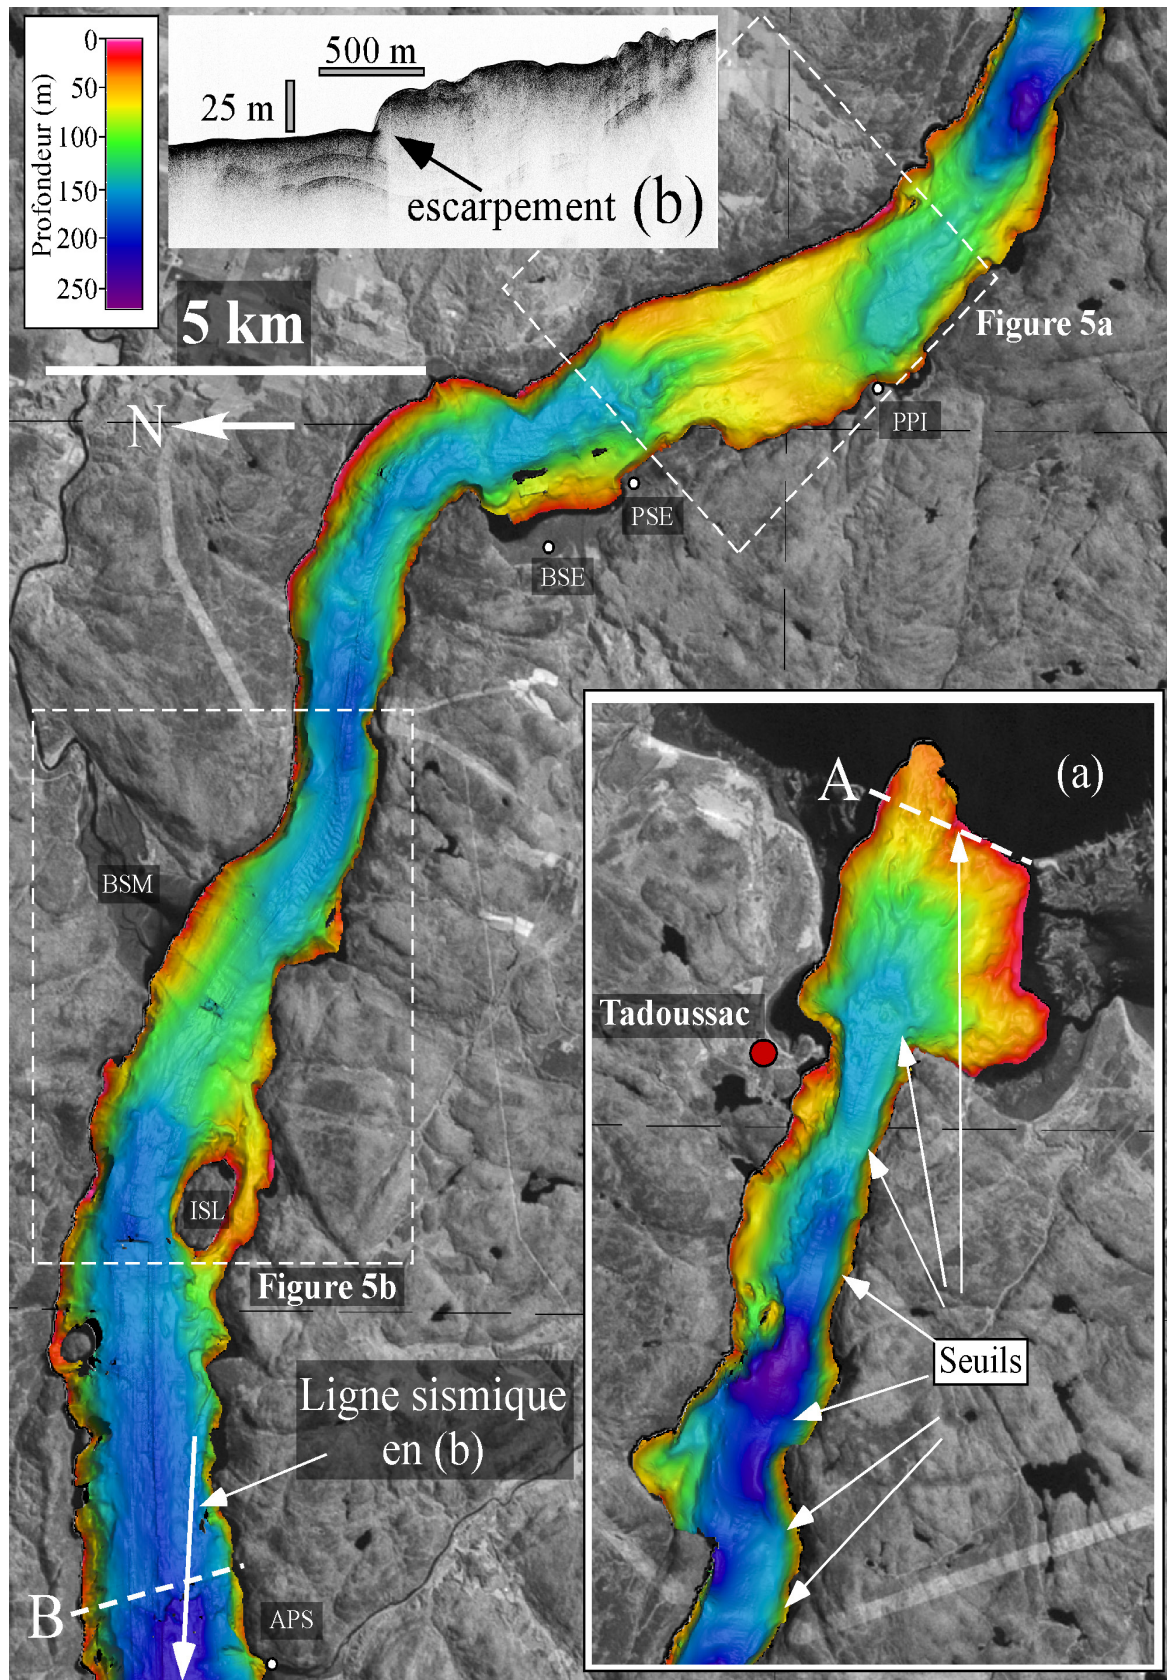 0
50
100
150
200
250
Profondeur (m)
500 m
25 m
escarpement
(b)
5 km
N
Figure 5a
PPI
PSE
BSE
BSM
ISL
Figure 5b
Ligne sismique
en (b)
B
APS
(a)
A
Tadoussac
Seuils